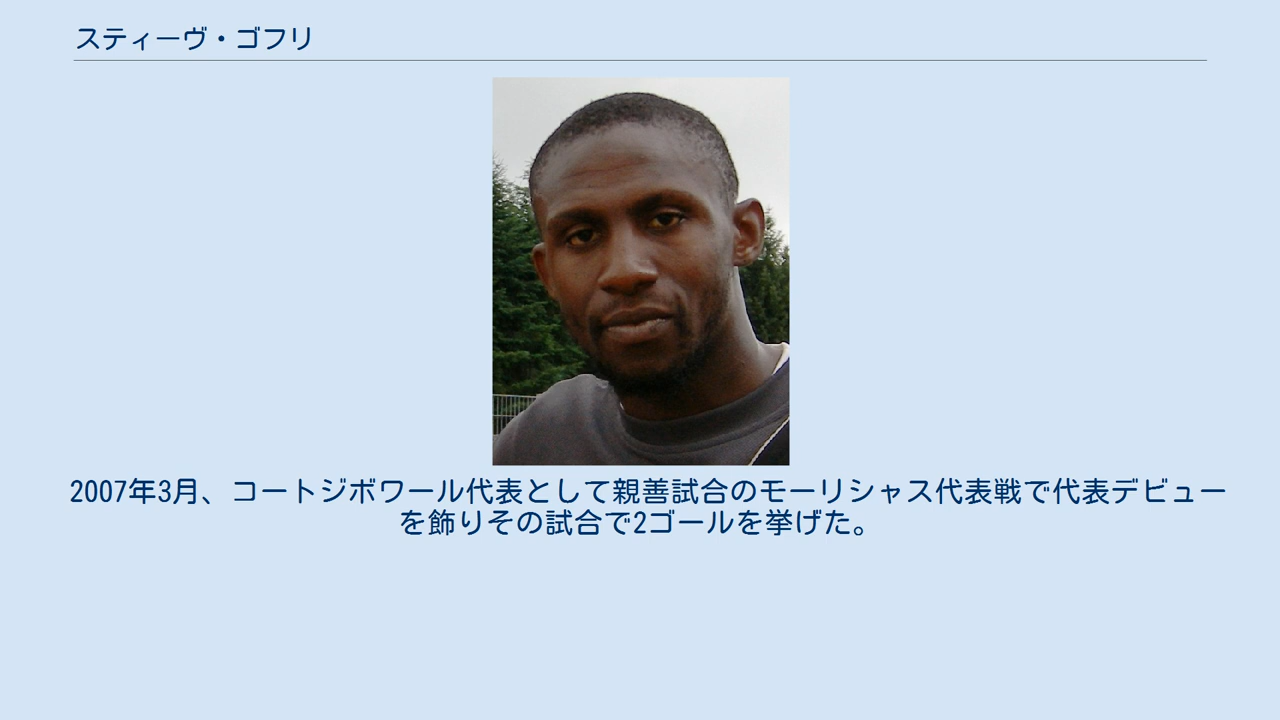 スティーヴ・ゴフリ
2007年3月、コートジボワール代表として親善試合のモーリシャス代表戦で代表デビュー
を飾りその試合で2ゴールを挙げた。